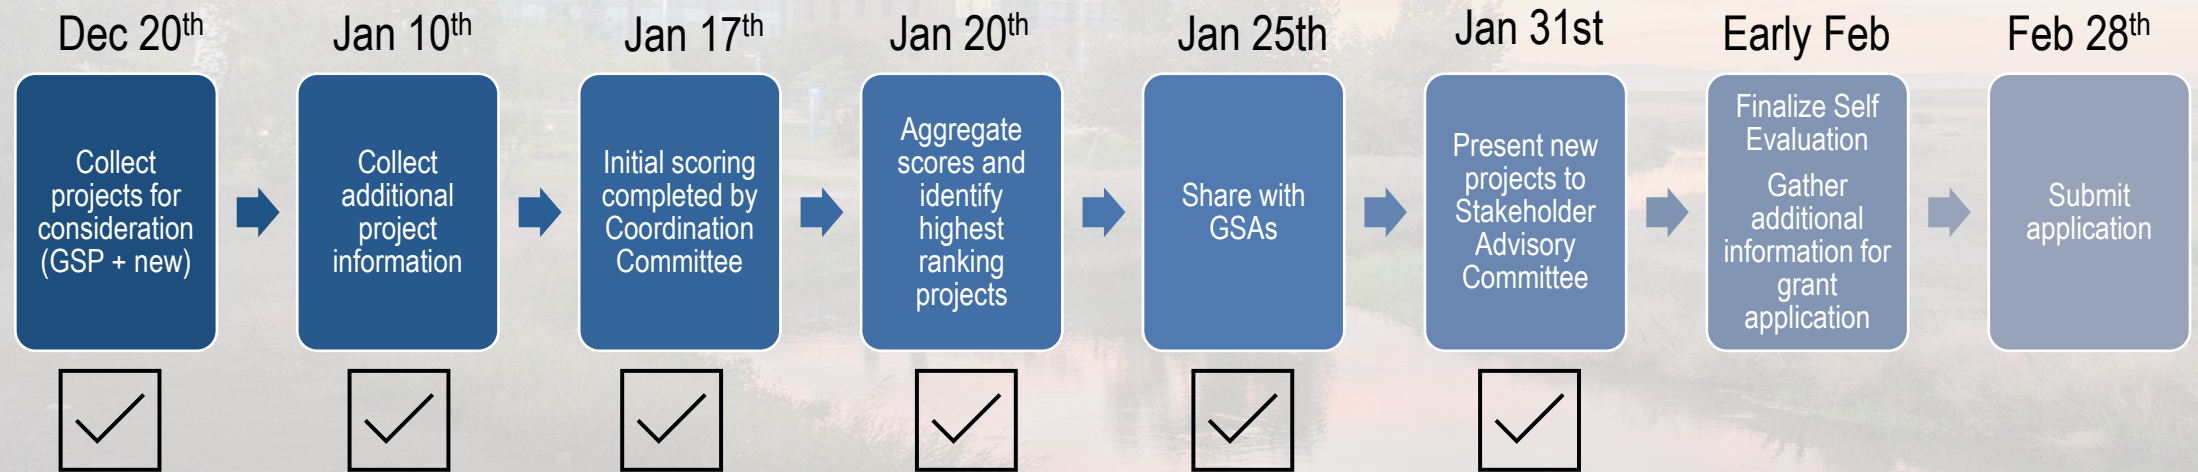 Dec 20th
Jan 10th
Jan 17th
Jan 20th
Jan 25th
Jan 31st
Early Feb
Feb 28th
Collect
projects for
consideration
(GSP + new)
Collect
additional
project
information
Initial scoring
completed by
Coordination
Committee
Aggregate
scores and
identify
highest
ranking
projects
Share with
GSAs
Present new
projects to
Stakeholder
Advisory
Committee
Finalize Self
Evaluation
Gather
additional
information for
grant
application
Submit
application